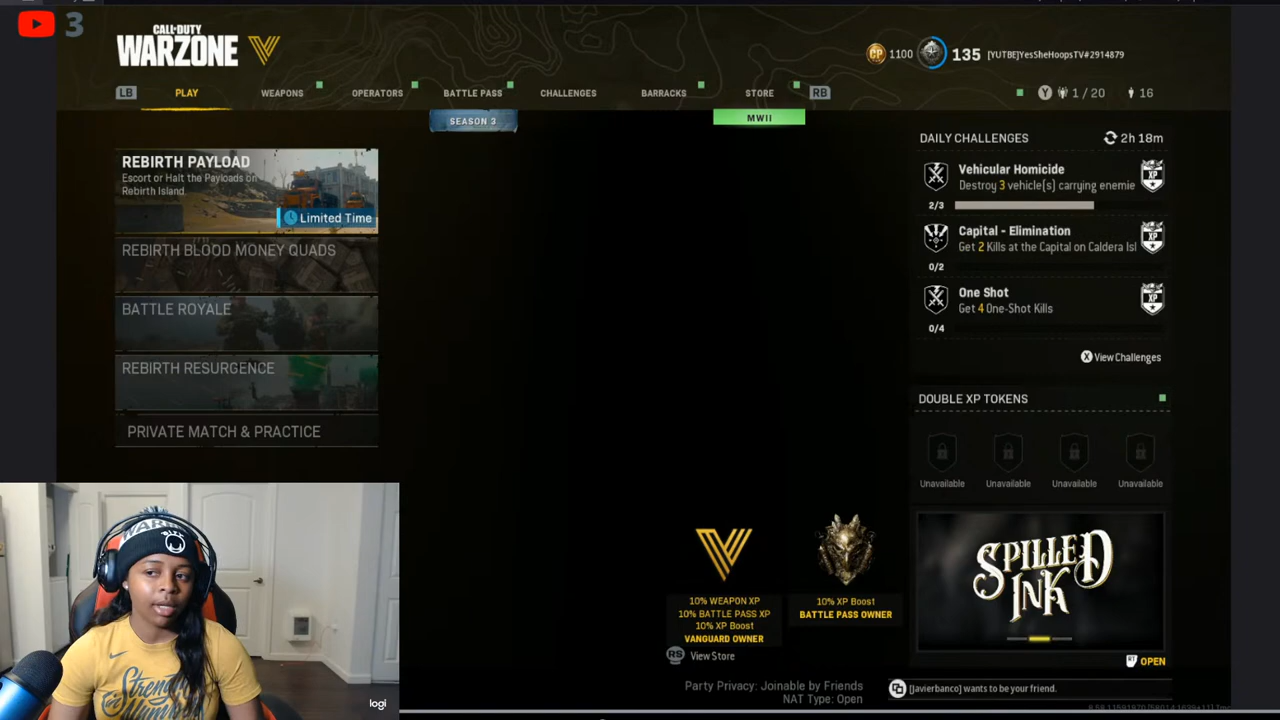 3
CALL OF DUTY
WARZONE
1100
135
[YUTBE]YesSheHoopsTV#2914879
LB
PLAY
WEAPONS
OPERATORS
BATTLE PASS
CHALLENGES
BARRACKS
STORE
RB
Y 1 / 20
16
SEASON 3
MWII
REBIRTH PAYLOAD
Escort or Halt the Payloads on
Rebirth Island
Limited Time
REBIRTH BLOOD MONEY QUADS
BATTLE ROYALE
REBIRTH RESURGENCE
PRIVATE MATCH & PRACTICE
DAILY CHALLENGES
2h 18m
Vehicular Homicide
Destroy 3 vehicle[s] carrying enemie
XP
2/3
Capital - Elimination
Get 2 Kills at the Capital on Caldera Isl
XP
0/2
One Shot
Get 4 One-Shot Kills
XP
0/4
X View Challenges
DOUBLE XP TOKENS
Unavailable
Unavailable
Unavailable
Unavailable
SPILLED
INK
RT OPEN
10% WEAPON XP
10% BATTLE PASS XP
10% XP Boost
VANGUARD OWNER
10% XP Boost
BATTLE PASS OWNER
RS View Store
Party Privacy: Joinable by Friends
NAT Type: Open
[Javierbanco] wants to be your friend.
logi